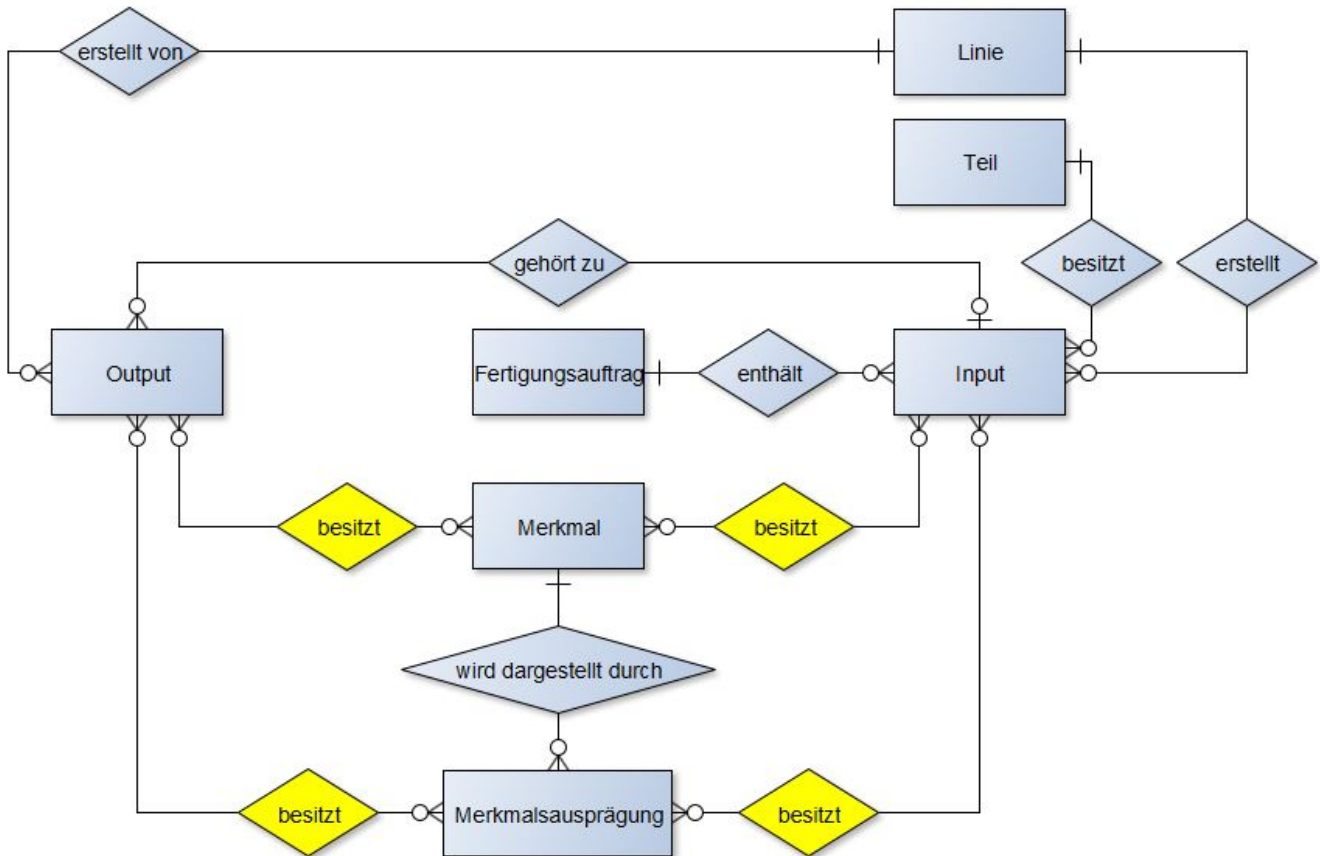 erstellt von
Linie
Teil
gehört zu
besitzt
erstellt
Output
Fertigungsauftrag
enthält
Input
besitzt
Merkmal
besitzt
wird dargestellt durch
besitzt
Merkmalsausprägung
besitzt